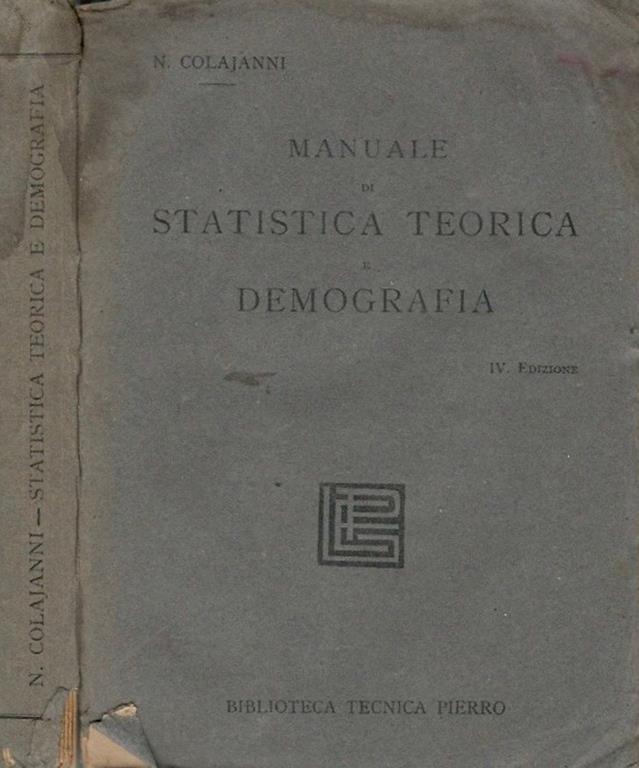 N. COLAJANNI — STATISTICA TEORICA E DEMOGRAFIA
N. COLAJANNI
MANUALE
DI
STATISTICA TEORICA
E
DEMOGRAFIA
IV. EDIZIONE
BIBLIOTECA TECNICA PIERRO